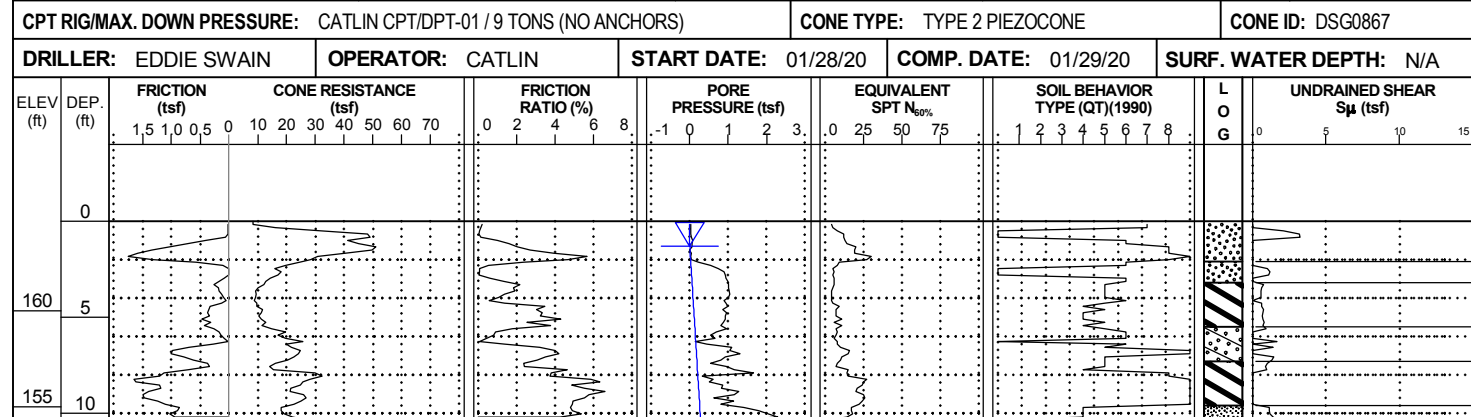 CPT RIG/MAX. DOWN PRESSURE: CATLIN CPT/DPT-01 / 9 TONS (NO ANCHORS) CONE TYPE: TYPE 2 PIEZOCONE CONE ID: DSG0867
DRILLER: EDDIE SWAIN OPERATOR: CATLIN START DATE: 01/28/20 COMP. DATE: 01/29/20 SURF. WATER DEPTH: N/A
ELEV (ft)
DEP. (ft)
FRICTION
(tsf)
1.5 1.0 0.5 0
CONE RESISTANCE
(tsf)
10 20 30 40 50 60 70
FRICTION
RATIO (%)
0 2 4 6 8
PORE
PRESSURE (tsf)
-1 0 1 2 3
EQUIVALENT
SPT N60%
0 25 50 75
SOIL BEHAVIOR
TYPE (QT)(1990)
1 2 3 4 5 6 7 8
L
O
G
UNDRAINED SHEAR
Sμ (tsf)
0 5 10 15
0
160
5
155
10